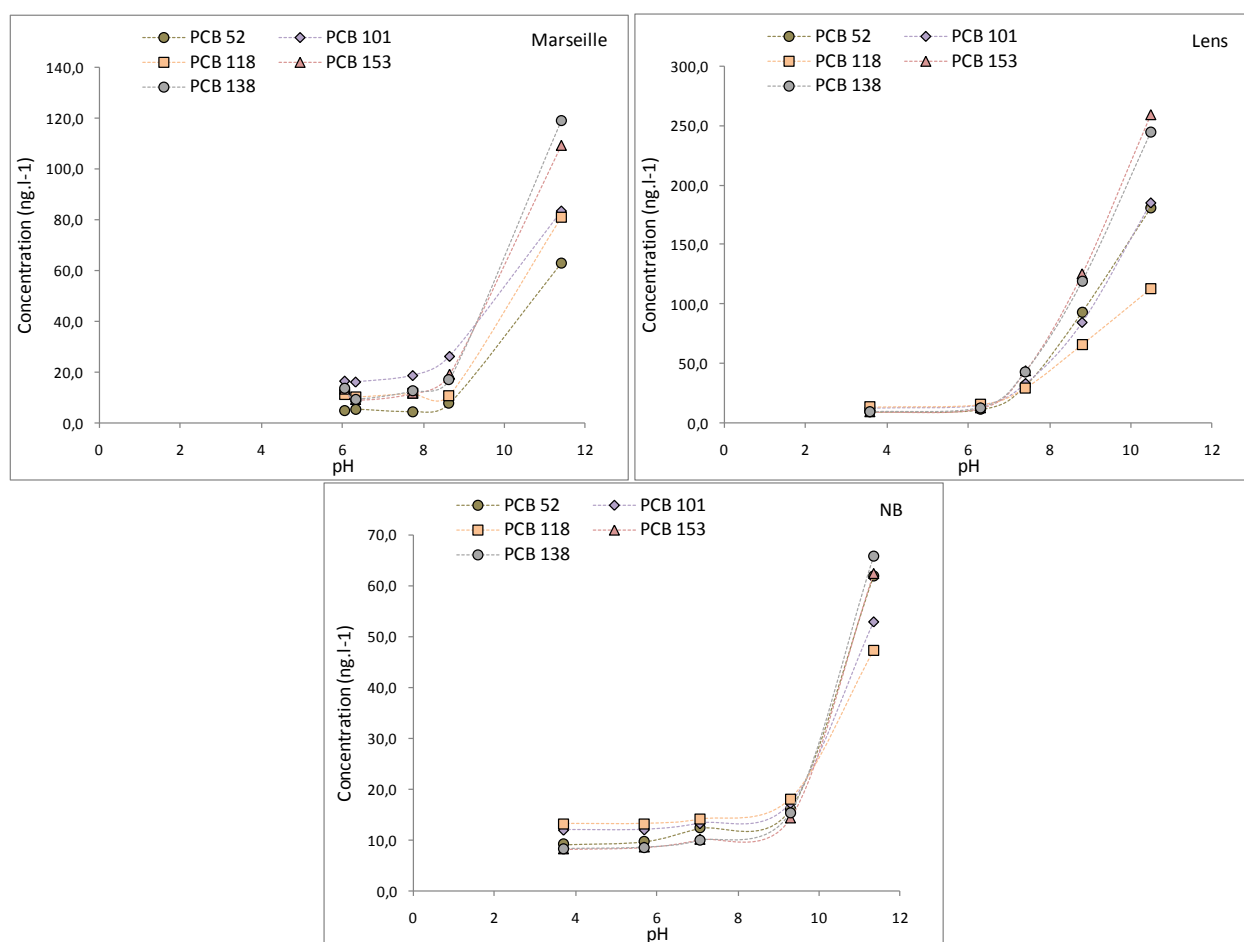 PCB 52
PCB 101
Marseille
PCB 118
PCB 153
PCB 138
140,0
120,0
100,0
80,0
60,0
40,0
20,0
0,0
Concentration (ng.l-1)
0 2 4 6 8 10 12
pH
PCB 52
PCB 101
Lens
PCB 118
PCB 153
PCB 138
300,0
250,0
200,0
150,0
100,0
50,0
0,0
Concentration (ng.l-1)
0 2 4 6 8 10 12
pH
PCB 52
PCB 101
NB
PCB 118
PCB 153
PCB 138
70,0
60,0
50,0
40,0
30,0
20,0
10,0
0,0
Concentration (ng.l-1)
0 2 4 6 8 10 12
pH